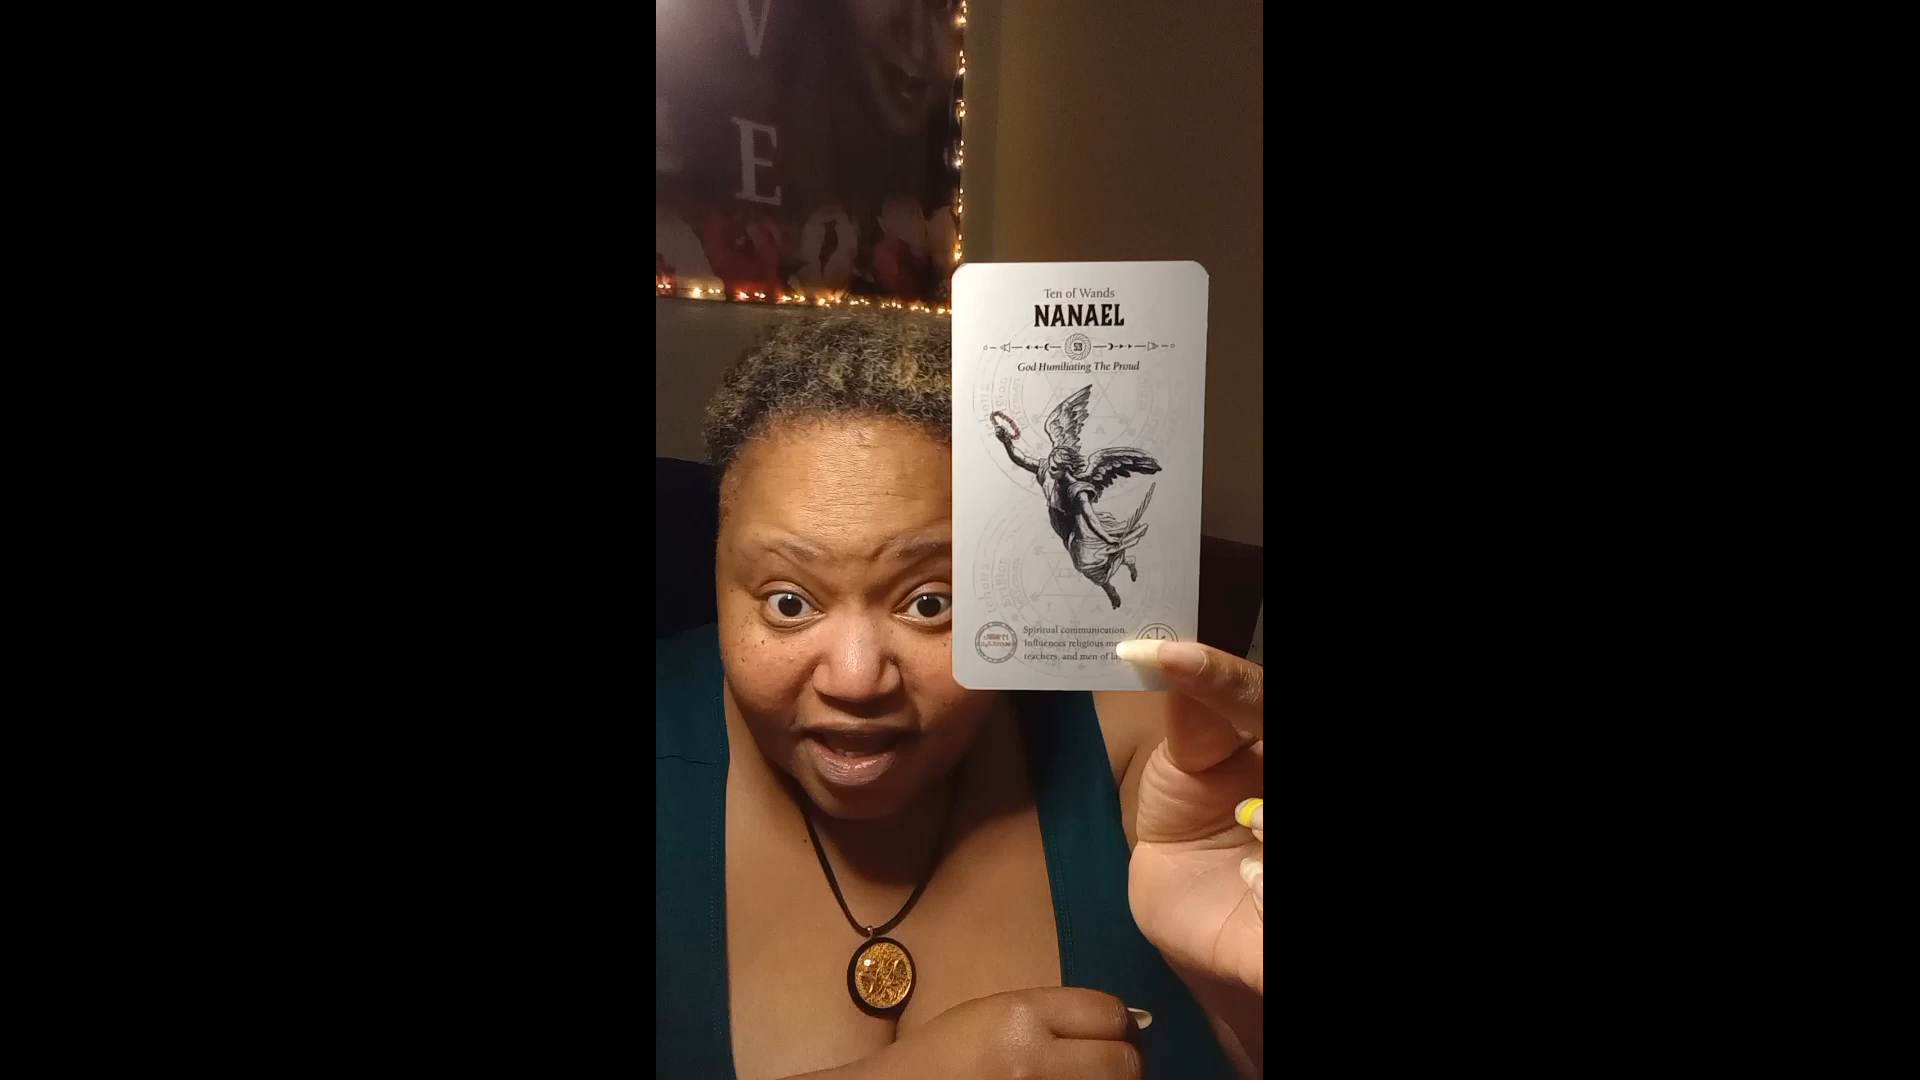 V
E
Ten of Wands
NANAEL
53
God Humiliating The Proud
Spiritual communication.
Influences religious
teachers, and men of